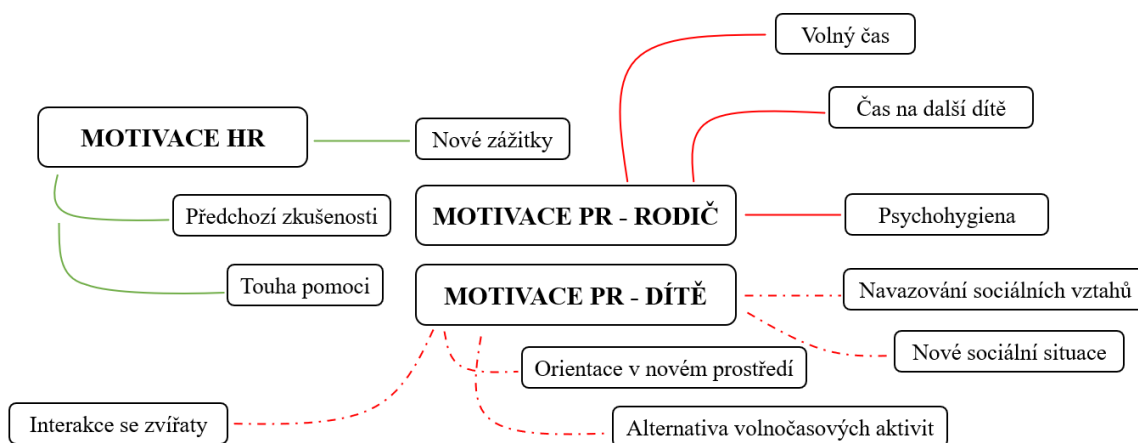 Volný čas
Čas na další dítě
MOTIVACE HR
Nové zážitky
Předchozí zkušenosti
MOTIVACE PR - RODIČ
Psychohygiena
Touha pomoci
MOTIVACE PR - DÍTĚ
Navazování sociálních vztahů
Nové sociální situace
Orientace v novém prostředí
Interakce se zvířaty
Alternativa volnočasových aktivit